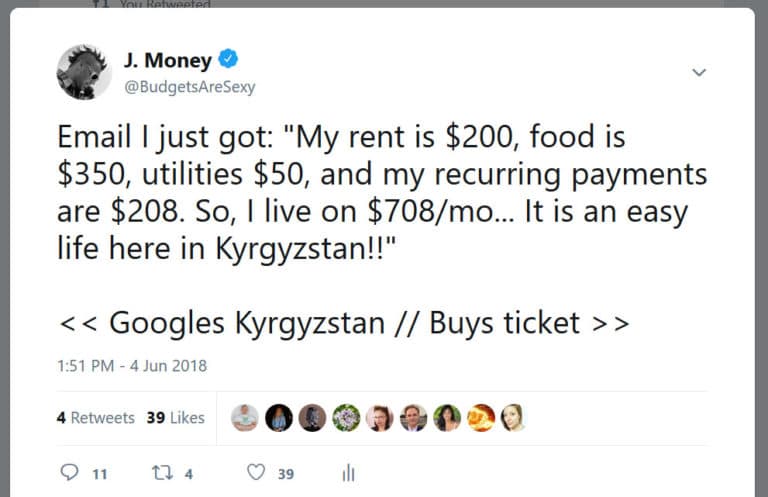 You Retweeted
J. Money
@BudgetsAreSexy
Email I just got: "My rent is $200, food is
$350, utilities $50, and my recurring payments
are $208. So, I live on $708/mo... It is an easy
life here in Kyrgyzstan!!"
<< Googles Kyrgyzstan // Buys ticket >>
1:51 PM - 4 Jun 2018
4 Retweets 39 Likes
11 4 39